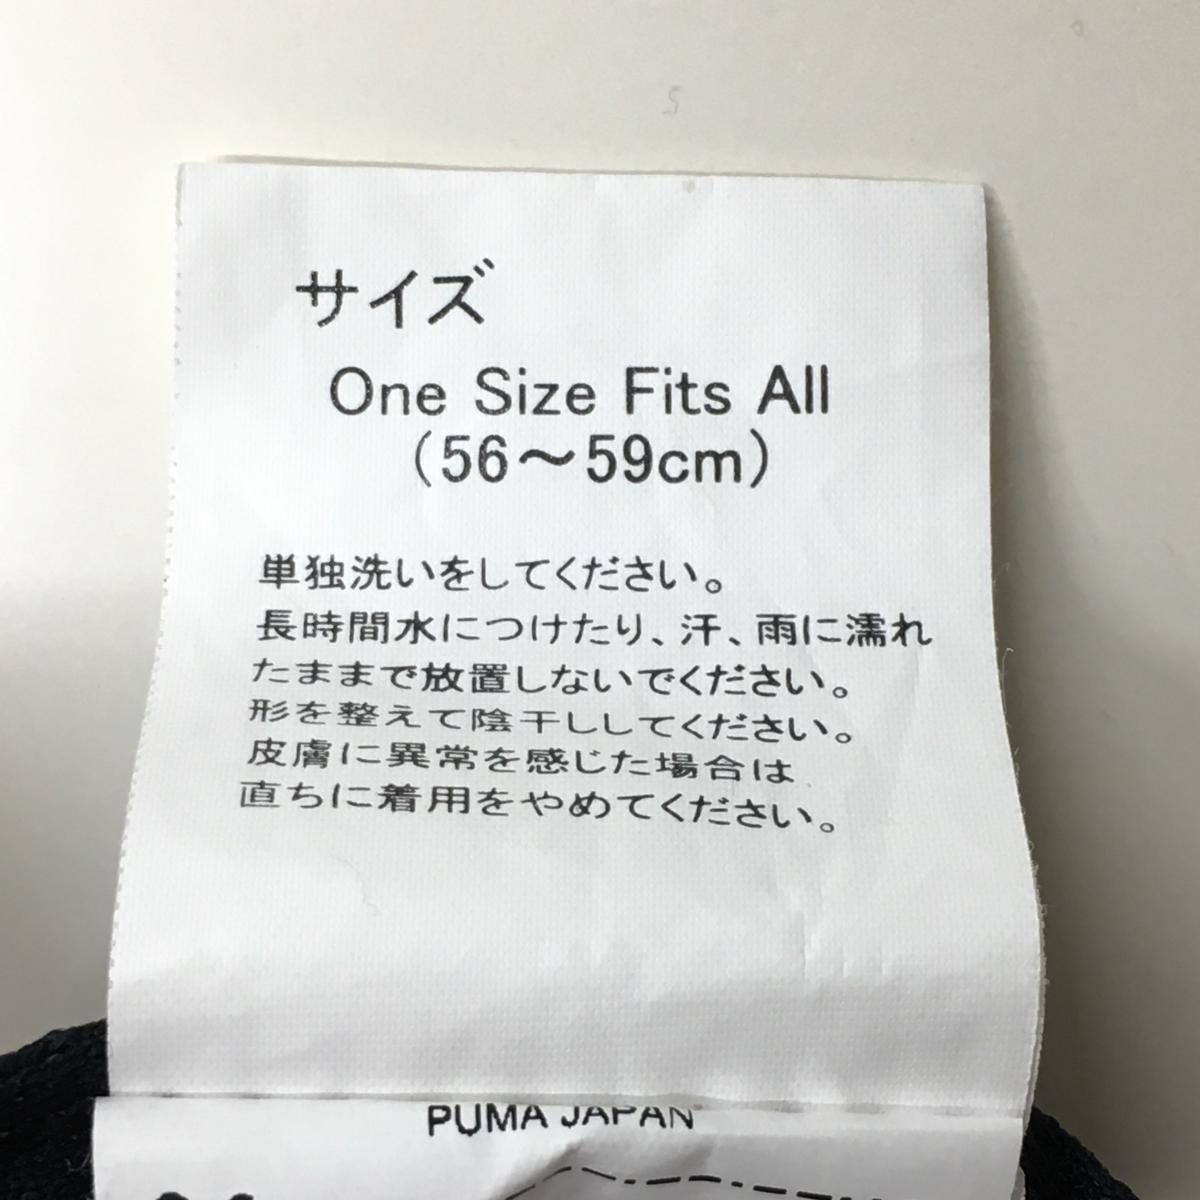 サイズ
One Size Fits All
(56～59cm)
単独洗いをしてください。
長時間水につけたり、汗、雨に濡れ
たままで放置しないでください。
形を整えて陰干ししてください。
皮膚に異常を感じた場合は
直ちに着用をやめてください。
PUMA JAPAN